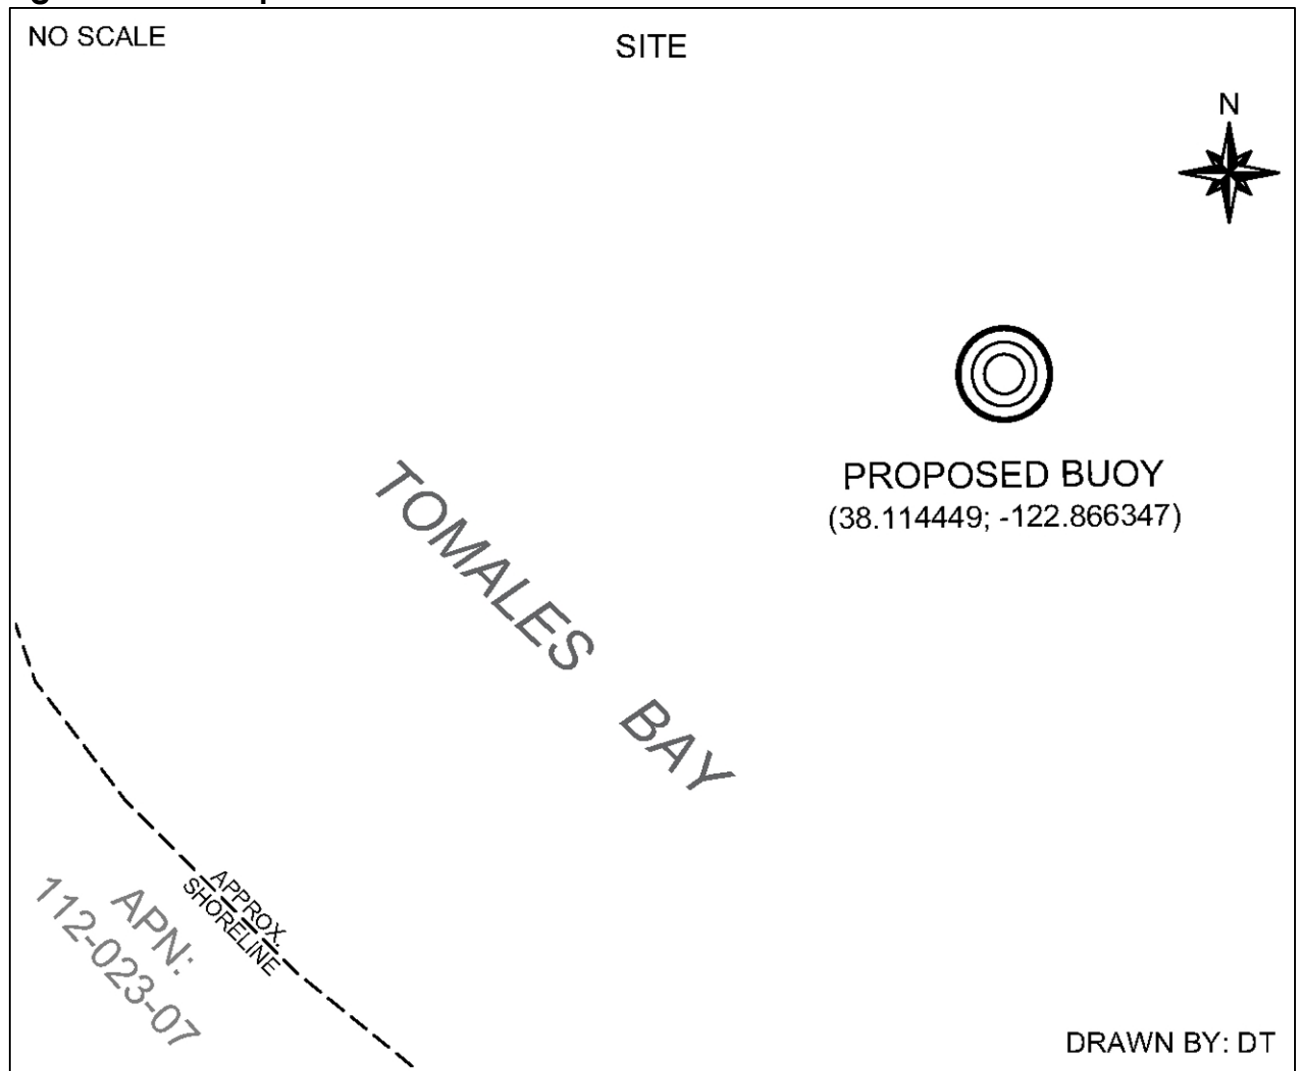 NO SCALE
SITE
N
PROPOSED BUOY
(38.114449; -122.866347)
TOMALES BAY
APPROX.
SHORELINE
APN:
112-023-07
DRAWN BY: DT